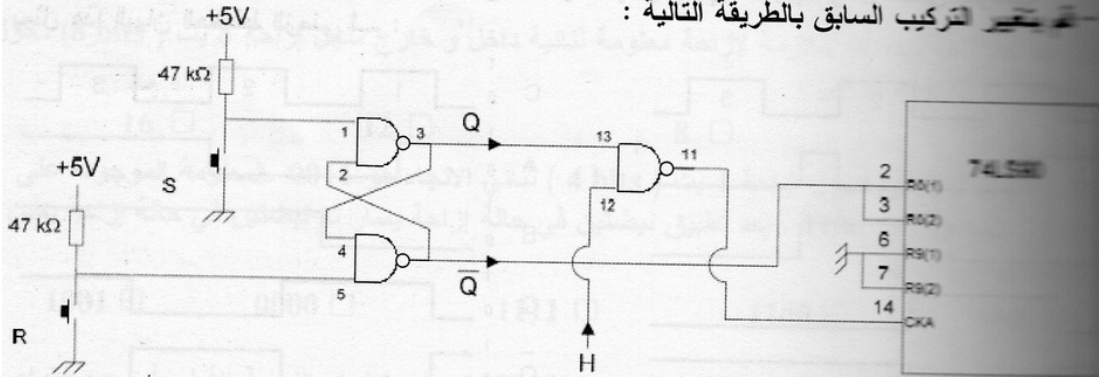 التركيب السابق بالطريقة التالية :
+5V
47 kΩ
+5V
47 kΩ
S
R
1
2
3
4
5
Q
Q̅
13
12
11
H
2
3
6
7
14
R0(1)
R0(2)
R9(1)
R9(2)
CKA
74LS90